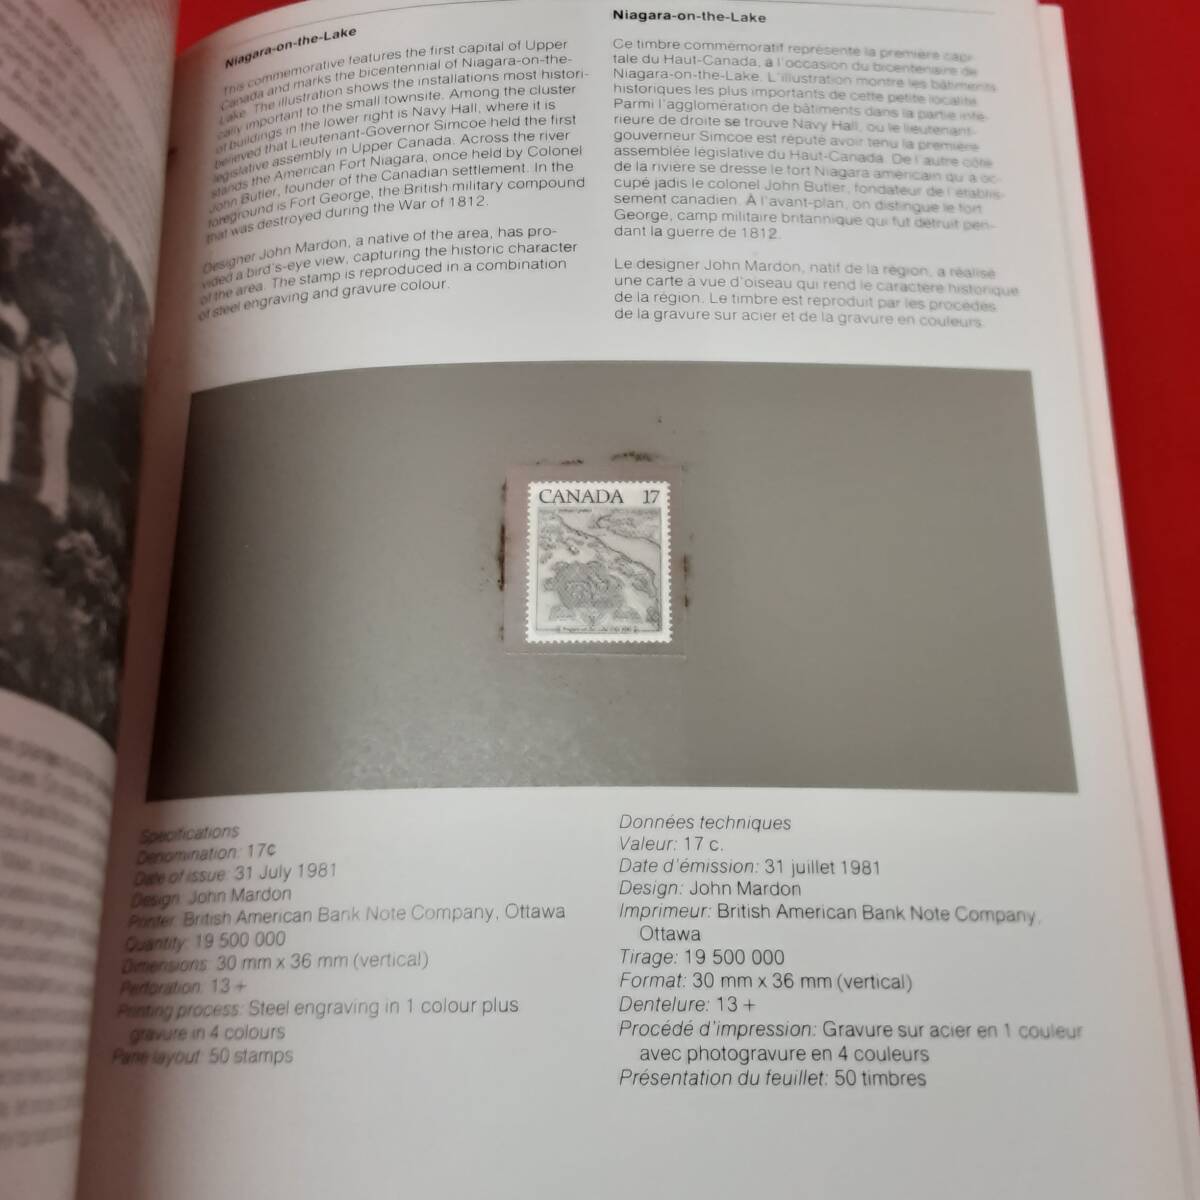 Niagara-on-the-Lake
This commemorative features the first capital of Upper
Canada and marks the bicentennial of Niagara-on-the-
Lake. The illustration shows the installations most histori-
cally important to the small townsite. Among the cluster
of buildings in the lower right is Navy Hall, where it is
believed that Lieutenant-Governor Simcoe held the first
legislative assembly in Upper Canada. Across the river
stands the American Fort Niagara, once held by Colonel
John Butler, founder of the Canadian settlement. In the
foreground is Fort George, the British military compound
that was destroyed during the War of 1812.
Designer John Mardon, a native of the area, has pro-
vided a bird's-eye view, capturing the historic character
of the area. The stamp is reproduced in a combination
of steel engraving and gravure colour.
Niagara-on-the-Lake
Ce timbre commémoratif représente la première capi-
tale du Haut-Canada, à l'occasion du bicentenaire de
Niagara-on-the-Lake. L'illustration montre les bâtiments
historiques les plus importants de cette petite localité.
Parmi l'agglomération de bâtiments dans la partie infé-
rieure de droite se trouve Navy Hall, où le lieutenant-
gouverneur Simcoe est réputé avoir tenu la première
assemblée législative du Haut-Canada. De l'autre côté
de la rivière se dresse le fort Niagara américain qu'a oc-
cupé jadis le colonel John Butler, fondateur de l'établis-
sement canadien. À l'avant-plan, on distingue le fort
George, camp militaire britannique qui fut détruit pen-
dant la guerre de 1812.
Le designer John Mardon, natif de la région, a réalisé
une carte à vue d'oiseau qui rend le caractère historique
de la région. Le timbre est reproduit par les procédés
de la gravure sur acier et de la gravure en couleurs.
CANADA 17
Specifications
Denomination: 17¢
Date of issue: 31 July 1981
Design: John Mardon
Printer: British American Bank Note Company, Ottawa
Quantity: 19 500 000
Dimensions: 30 mm x 36 mm (vertical)
Perforation: 13 +
Printing process: Steel engraving in 1 colour plus
gravure in 4 colours
Pane layout: 50 stamps
Données techniques
Valeur: 17 c.
Date d'émission: 31 juillet 1981
Design: John Mardon
Imprimeur: British American Bank Note Company,
Ottawa
Tirage: 19 500 000
Format: 30 mm x 36 mm (vertical)
Dentelure: 13 +
Procédé d'impression: Gravure sur acier en 1 couleur
avec photogravure en 4 couleurs
Présentation du feuillet: 50 timbres